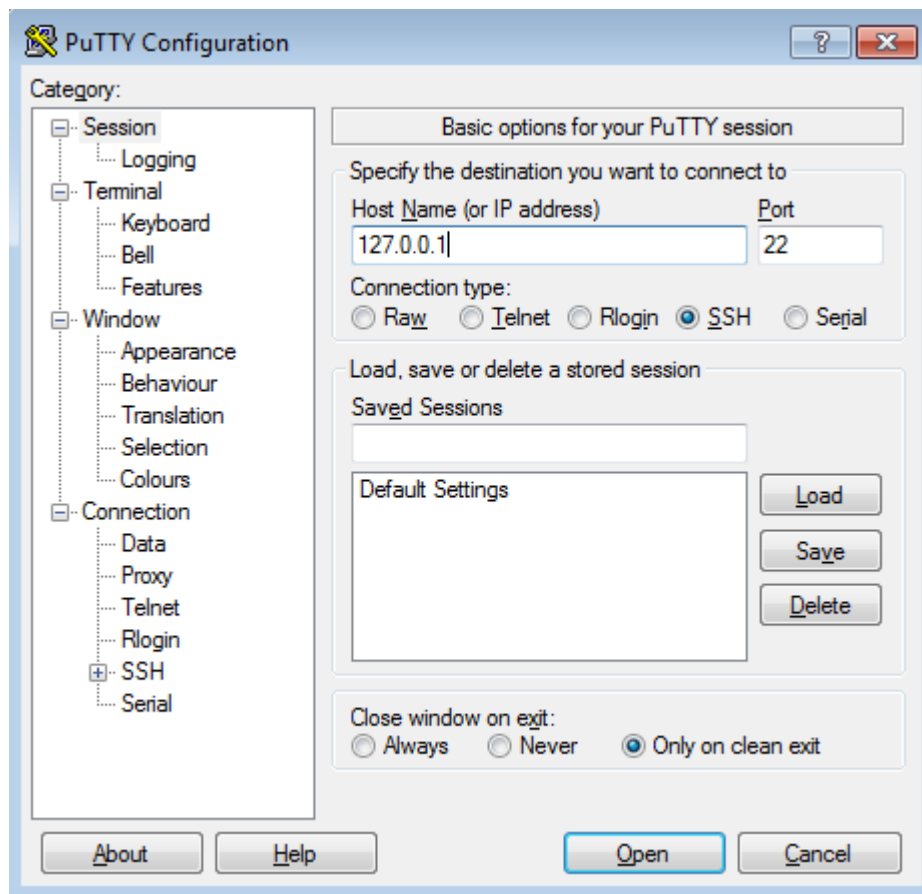 PuTTY Configuration
Category:
Session
Logging
Terminal
Keyboard
Bell
Features
Window
Appearance
Behaviour
Translation
Selection
Colours
Connection
Data
Proxy
Telnet
Rlogin
SSH
Serial
Basic options for your PuTTY session
Specify the destination you want to connect to
Host Name (or IP address) Port
127.0.0.1 22
Connection type:
Raw Telnet Rlogin SSH Serial
Load, save or delete a stored session
Saved Sessions
Default Settings
Load
Save
Delete
Close window on exit:
Always Never Only on clean exit
About Help Open Cancel